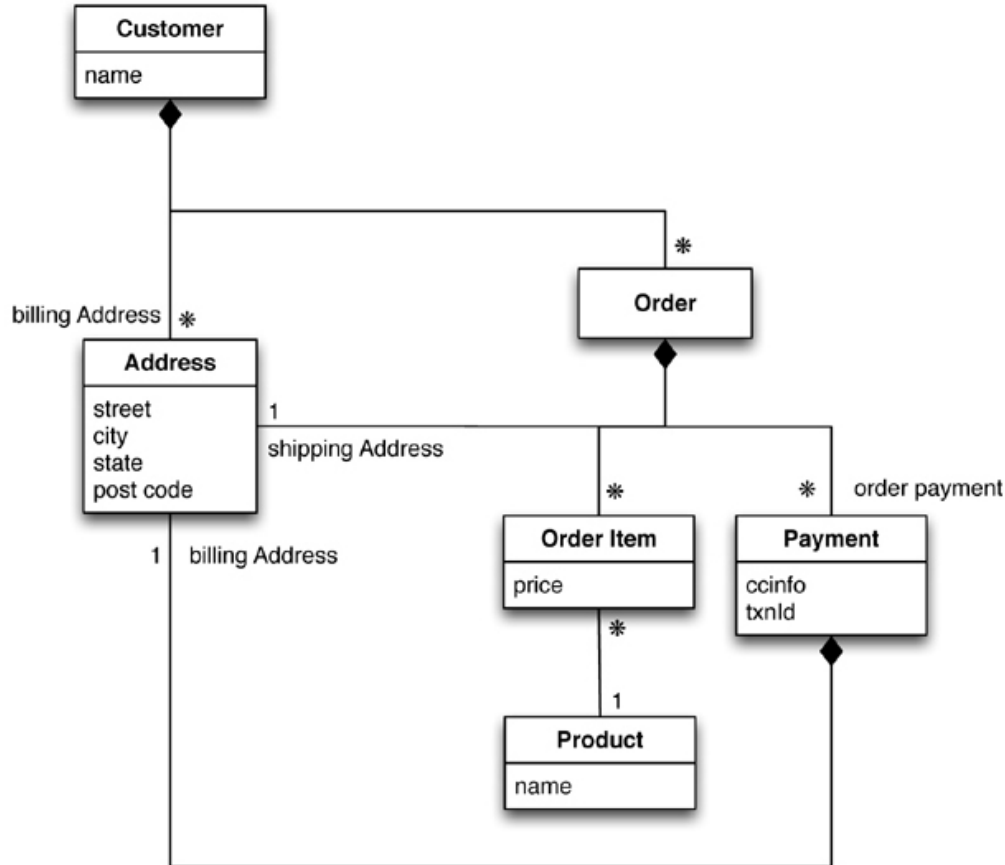 Customer
name
*
Order
billing Address
*
Address
street
city
state
post code
1
shipping Address
*
*
order payment
Order Item
price
Payment
ccinfo
txnId
1
billing Address
*
1
Product
name